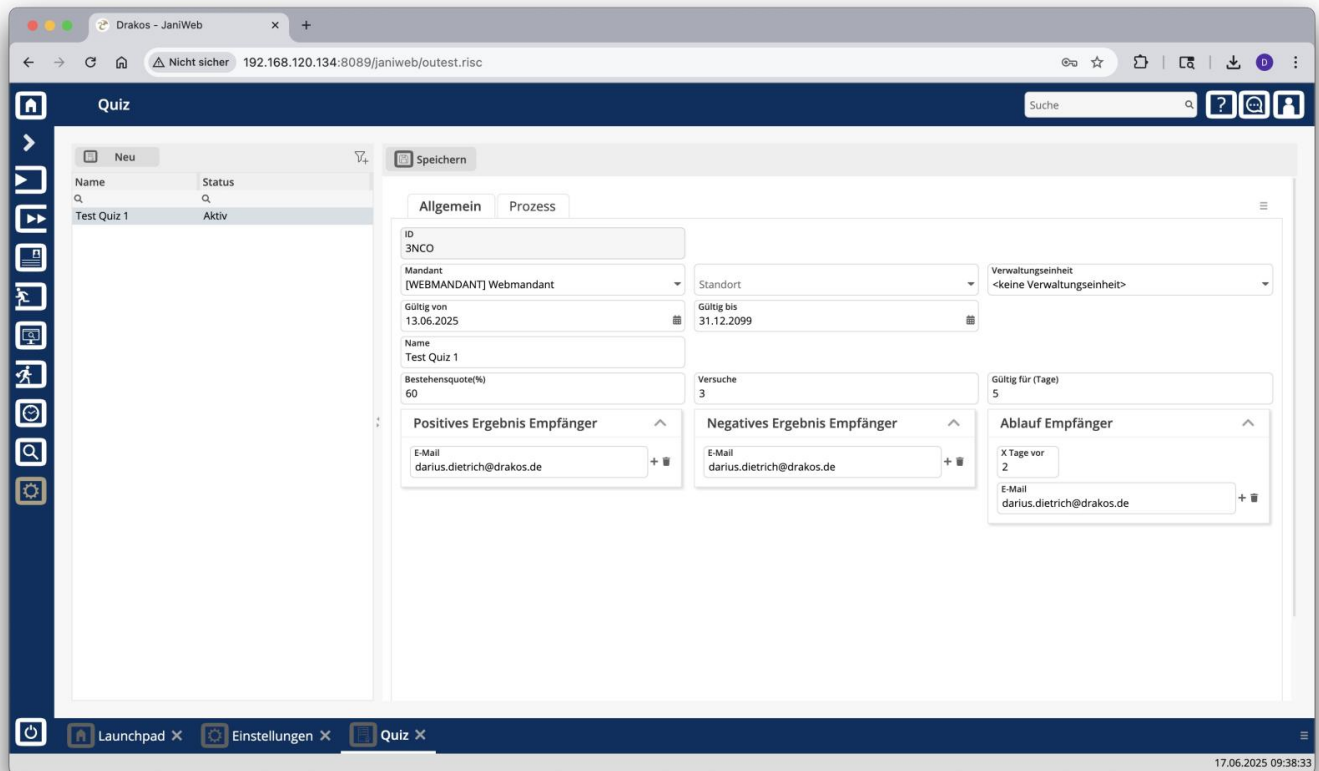 Drakos - JaniWeb
Nicht sicher 192.168.120.134:8089/janiweb/outest.risc
D
Quiz
Suche
?
Neu
Speichern
Name Status
Test Quiz 1 Aktiv
Allgemein Prozess
ID
3NCO
Mandant
[WEBMANDANT] Webmandant
Standort
Verwaltungseinheit
<keine Verwaltungseinheit>
Gültig von
13.06.2025
Gültig bis
31.12.2099
Name
Test Quiz 1
Bestehensquote(%)
60
Versuche
3
Gültig für (Tage)
5
Positives Ergebnis Empfänger
E-Mail
darius.dietrich@drakos.de
Negatives Ergebnis Empfänger
E-Mail
darius.dietrich@drakos.de
Ablauf Empfänger
X Tage vor
2
E-Mail
darius.dietrich@drakos.de
Launchpad Einstellungen Quiz
17.06.2025 09:38:33